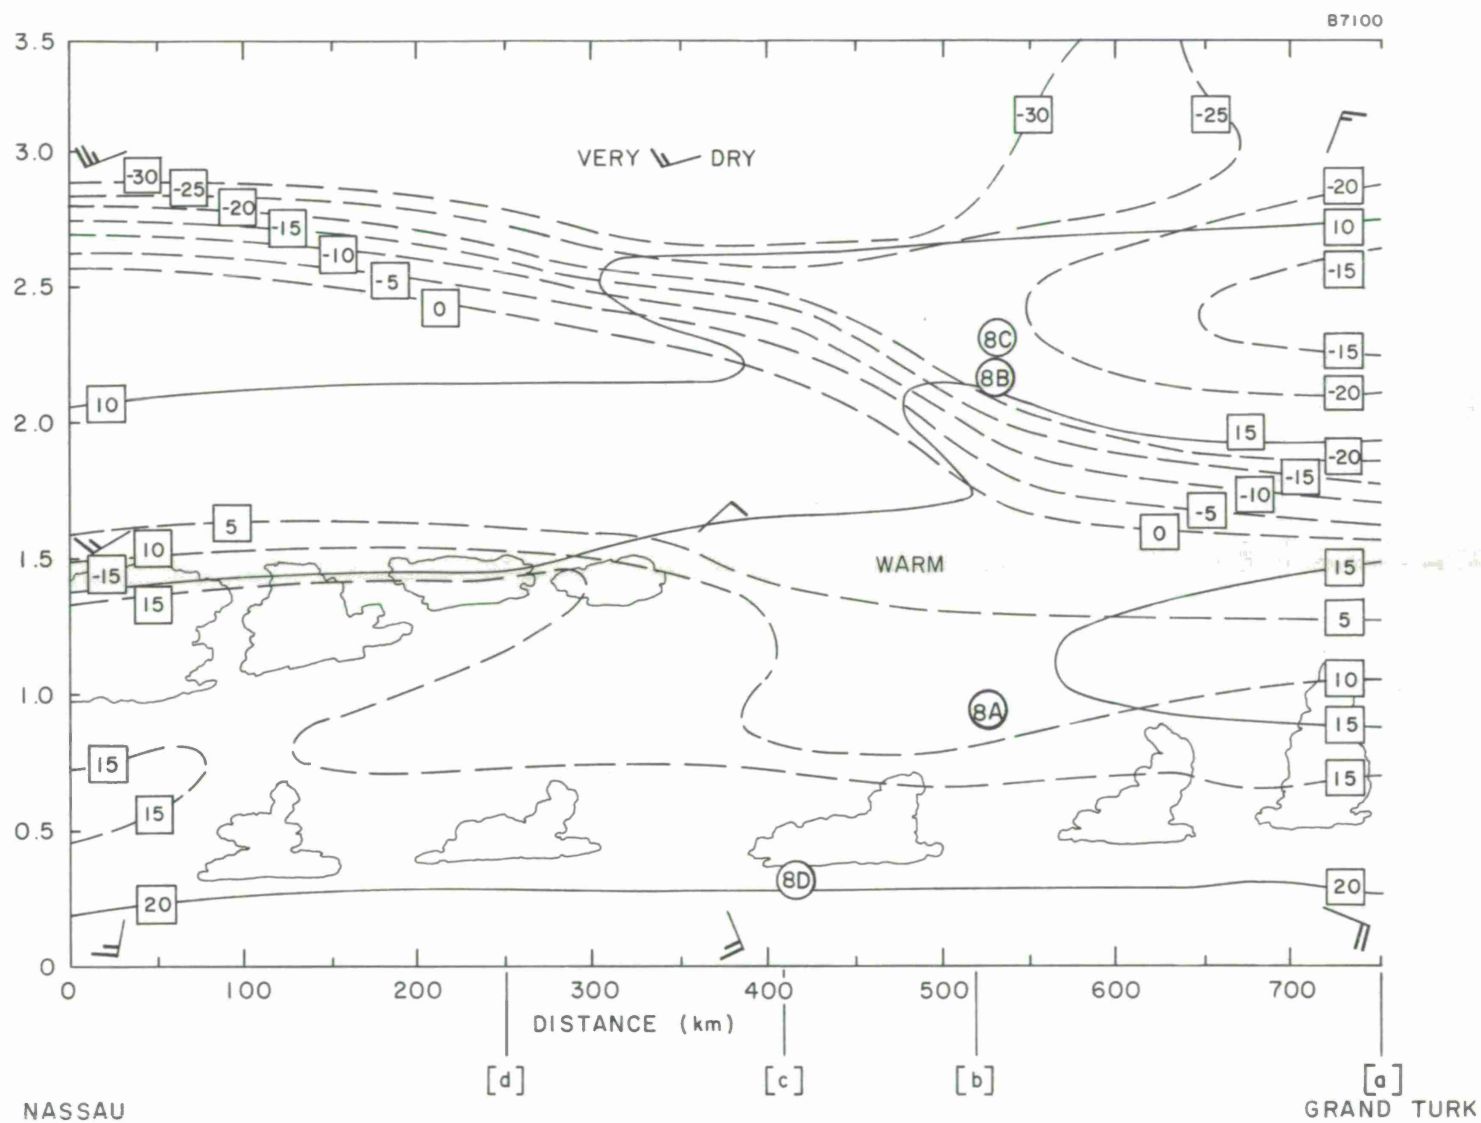 B7100
3.5
-30 -25
3.0 VERY DRY
-30
-25
-20 -20
-15 10
-10 -15
2.5 -5
0
8C
-15
8B
10 -20
2.0
15
-20
-15
-10
-5
5 0
10
1.5 WARM 15
-15
15 5
10
1.0
8A
15
15 15
15
0.5
8D
20 20
0
0 100 200 300 400 500 600 700
DISTANCE (km)
[d] [c] [b] [a]
NASSAU GRAND TURK